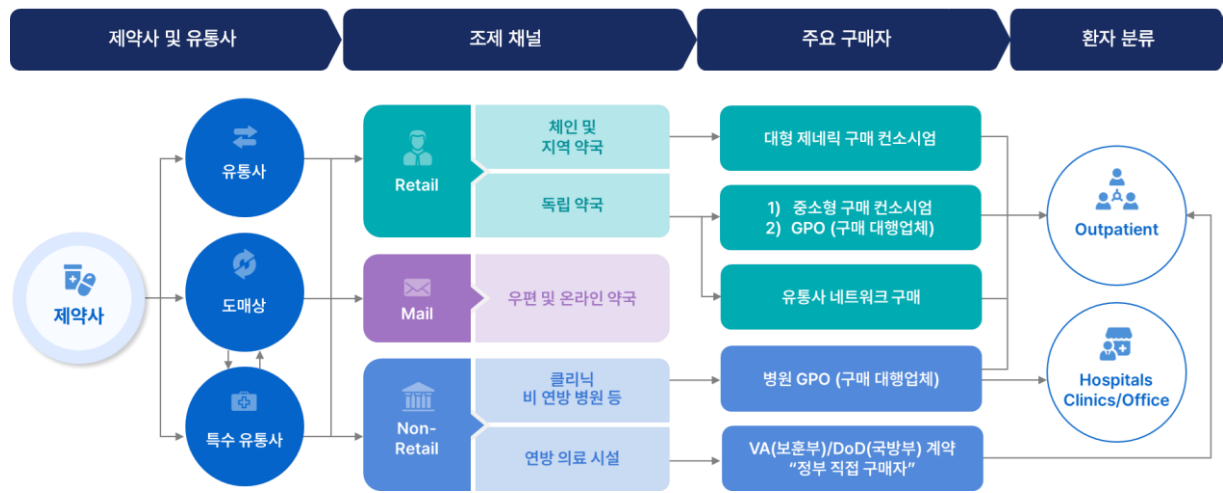 제약사 및 유통사
조제 채널
주요 구매자
환자 분류
제약사
유통사
도매상
특수 유통사
Retail
체인 및
지역 약국
독립 약국
Mail
우편 및 온라인 약국
Non-
Retail
클리닉
비 연방 병원 등
연방 의료 시설
대형 제네릭 구매 컨소시엄
1) 중소형 구매 컨소시엄
2) GPO (구매 대행업체)
유통사 네트워크 구매
병원 GPO (구매 대행업체)
VA(보훈부)/DoD(국방부) 계약
“정부 직접 구매자”
Outpatient
Hospitals
Clinics/Office